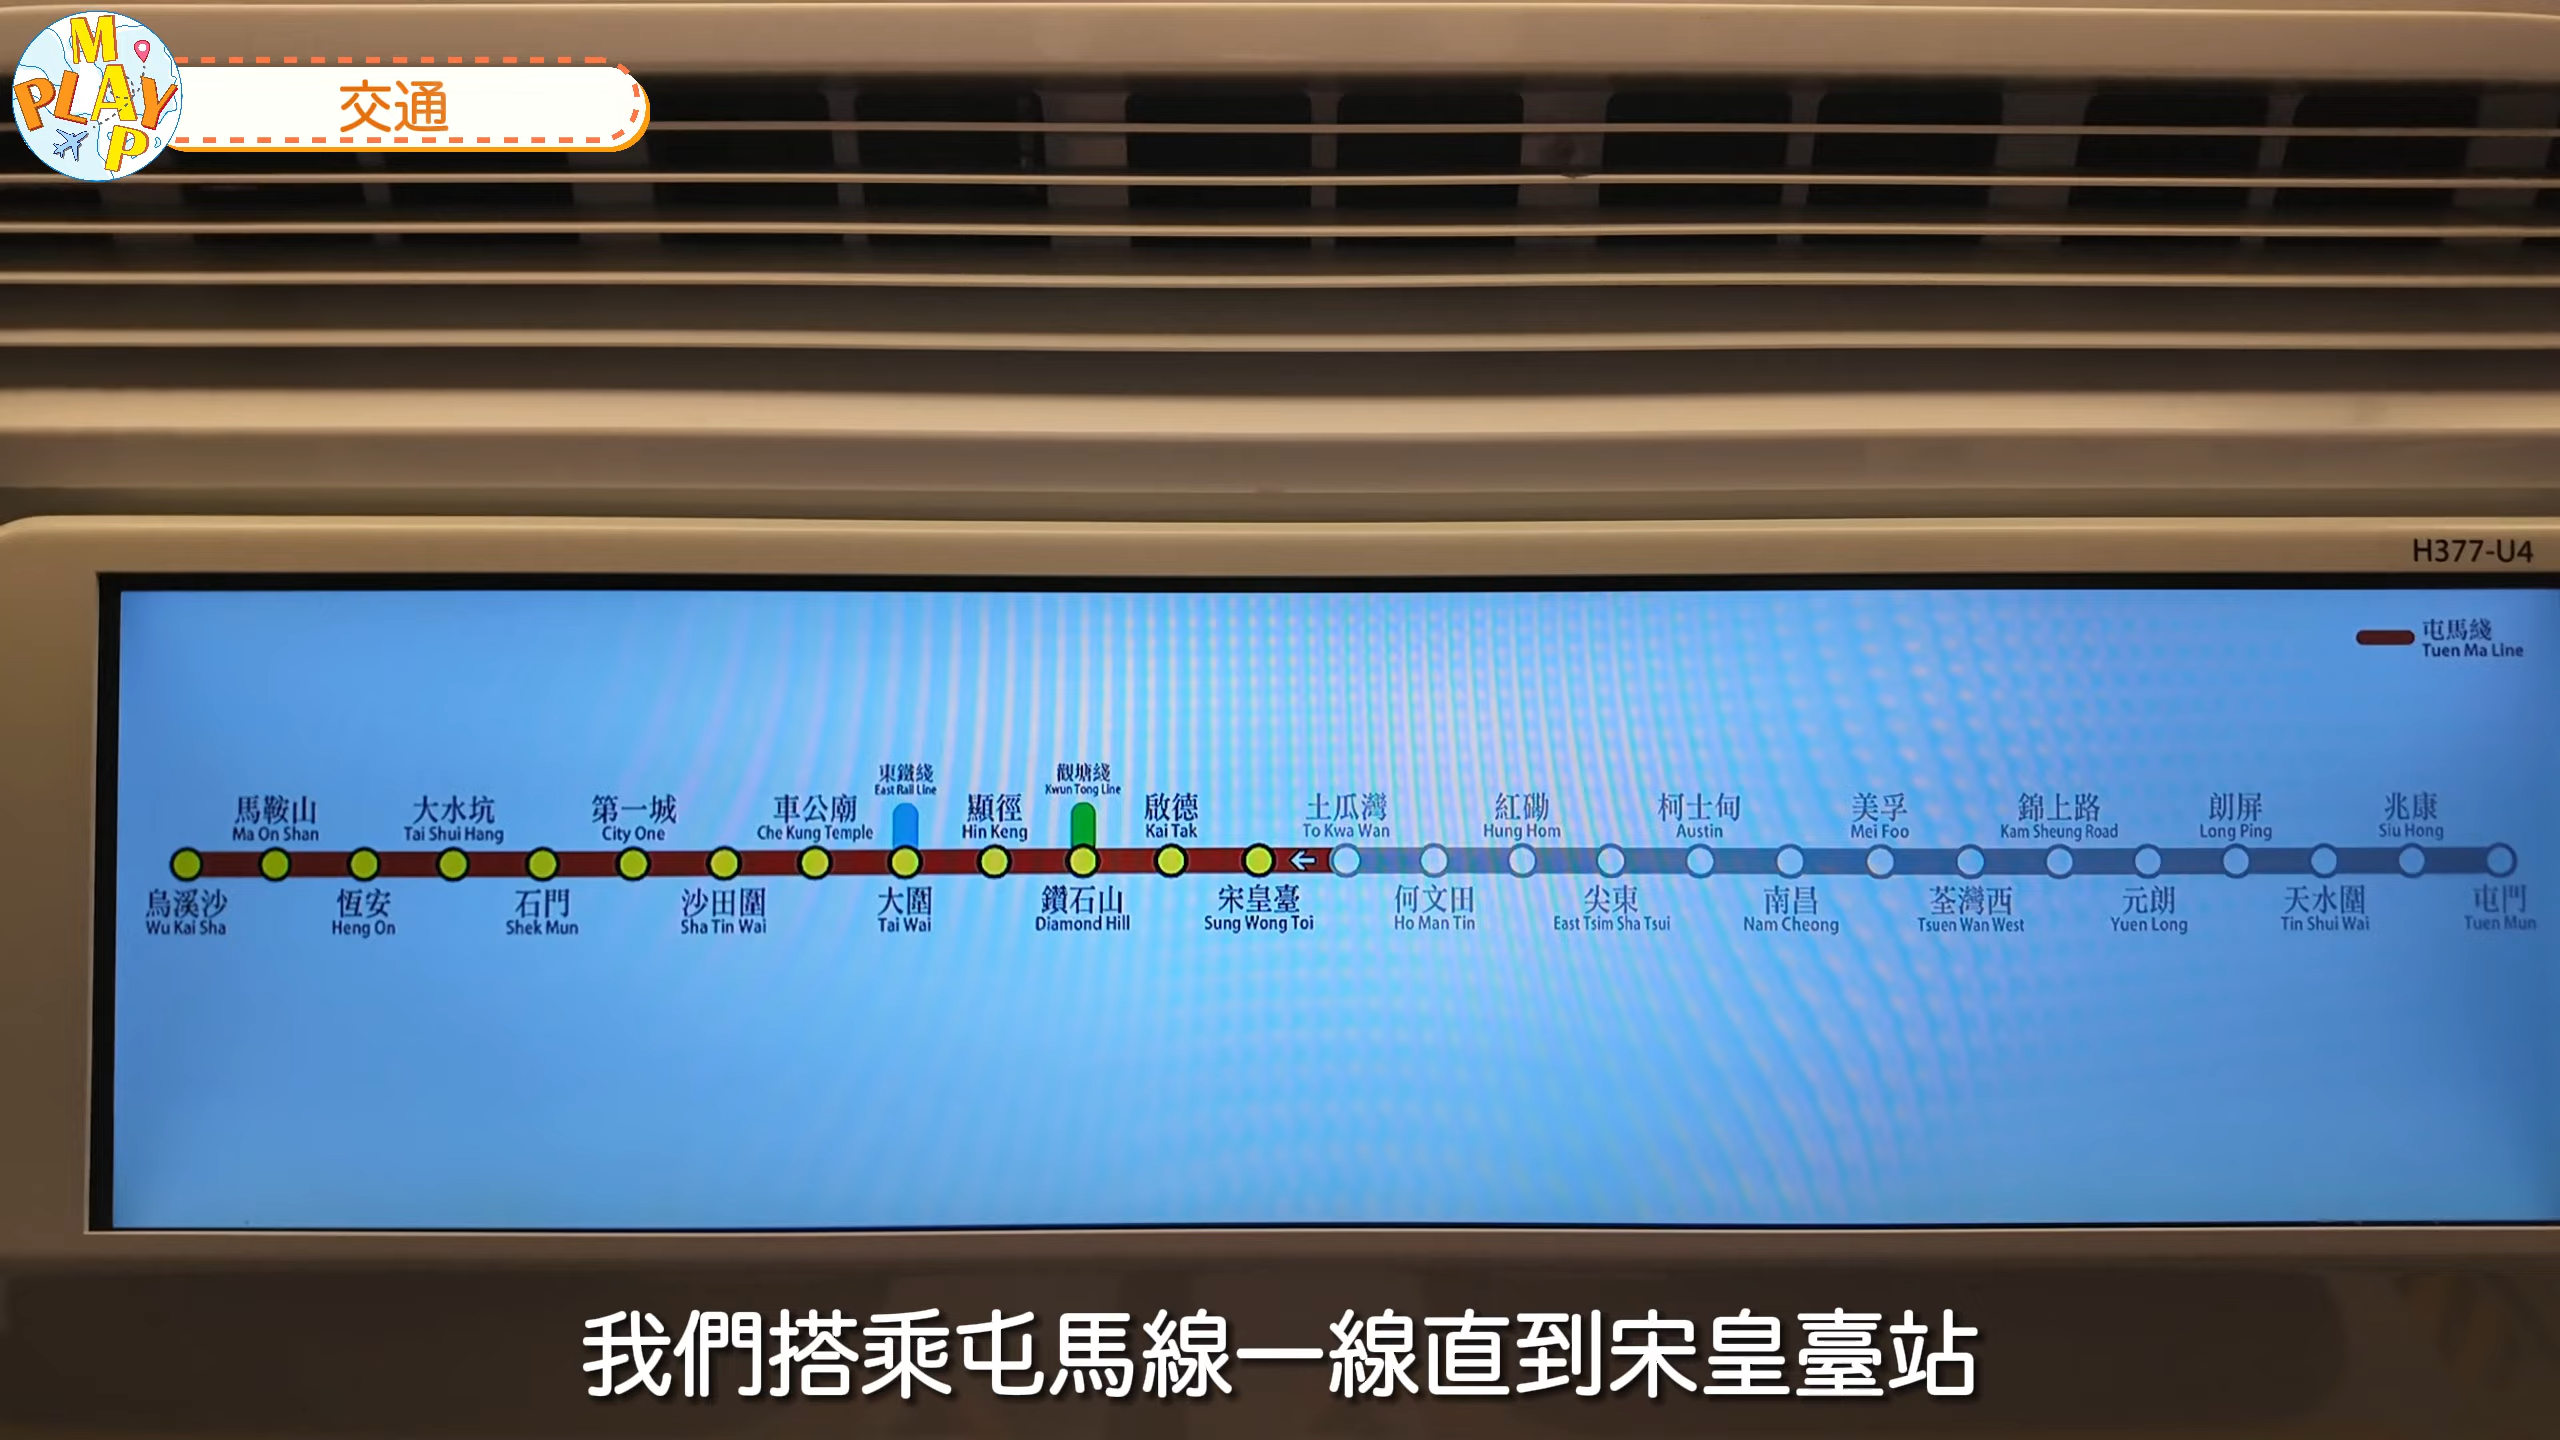 MAP
PLAY
交通
H377-U4
屯馬綫
Tuen Ma Line
東鐵綫
East Rail Line
觀塘綫
Kwun Tong Line
馬鞍山
Ma On Shan
大水坑
Tai Shui Hang
第一城
City One
車公廟
Che Kung Temple
顯徑
Hin Keng
啟德
Kai Tak
土瓜灣
To Kwa Wan
紅磡
Hung Hom
柯士甸
Austin
美孚
Mei Foo
錦上路
Kam Sheung Road
朗屏
Long Ping
兆康
Siu Hong
烏溪沙
Wu Kai Sha
恆安
Heng On
石門
Shek Mun
沙田圍
Sha Tin Wai
大圍
Tai Wai
鑽石山
Diamond Hill
宋皇臺
Sung Wong Toi
何文田
Ho Man Tin
尖東
East Tsim Sha Tsui
南昌
Nam Cheong
荃灣西
Tsuen Wan West
元朗
Yuen Long
天水圍
Tin Shui Wai
屯門
Tuen Mun
我們搭乘屯馬線一線直到宋皇臺站